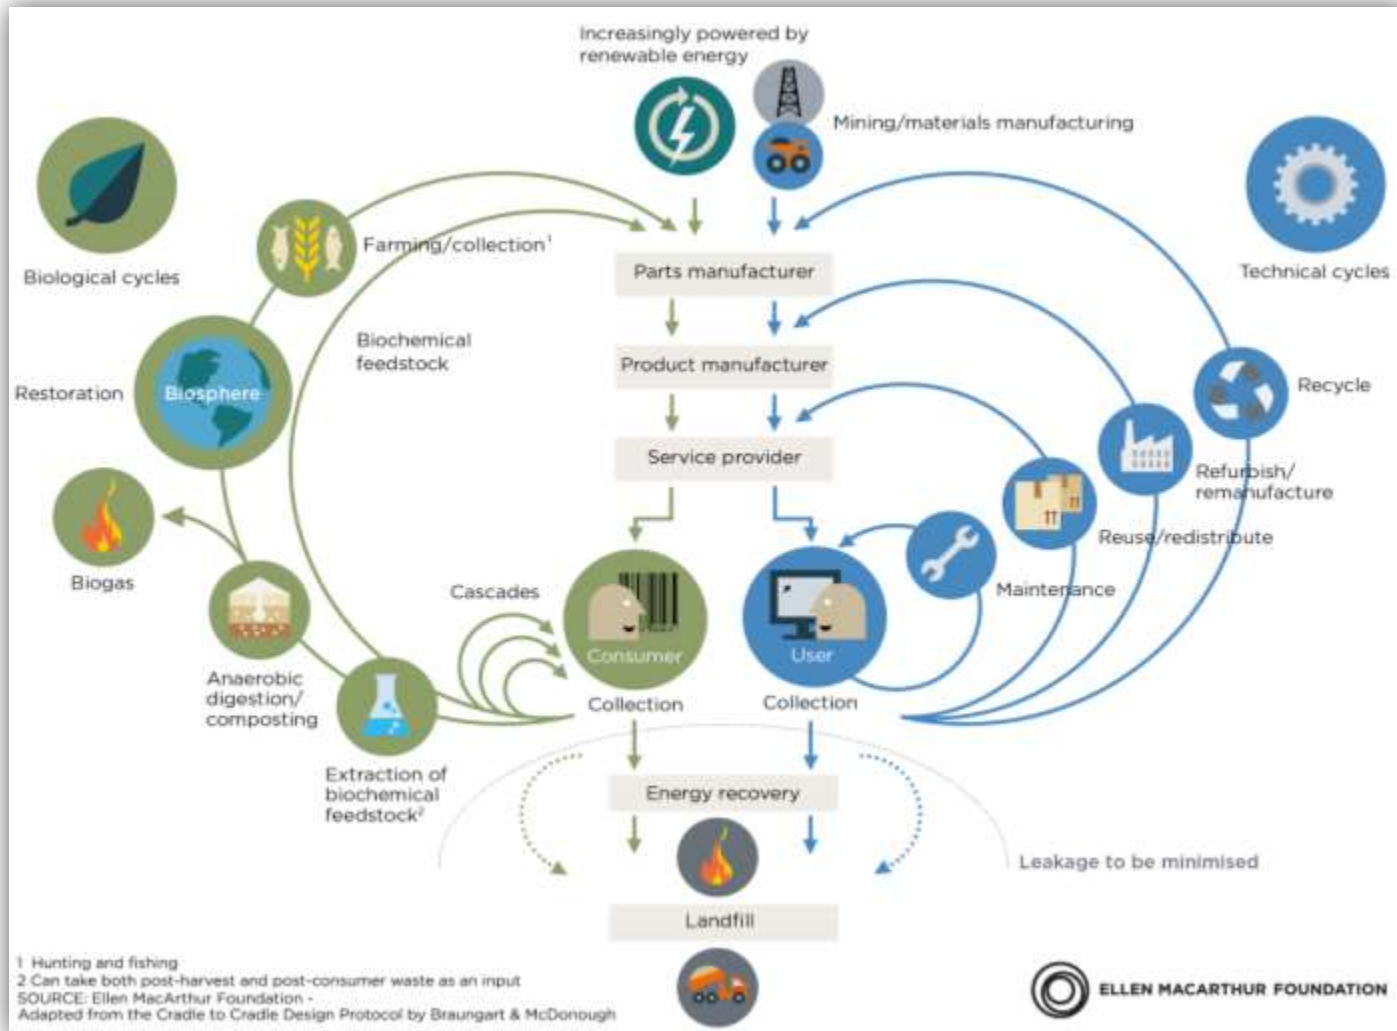 Increasingly powered by
renewable energy
Mining/materials manufacturing
Biological cycles
Technical cycles
Farming/collection¹
Parts manufacturer
Biochemical
feedstock
Product manufacturer
Restoration
Biosphere
Recycle
Service provider
Refurbish/
remanufacture
Reuse/redistribute
Biogas
Cascades
Maintenance
Consumer
User
Anaerobic
digestion/
composting
Collection
Collection
Extraction of
biochemical
feedstock²
Energy recovery
Leakage to be minimised
Landfill
1 Hunting and fishing
2 Can take both post-harvest and post-consumer waste as an input
SOURCE: Ellen MacArthur Foundation -
Adapted from the Cradle to Cradle Design Protocol by Braungart & McDonough
ELLEN MACARTHUR FOUNDATION